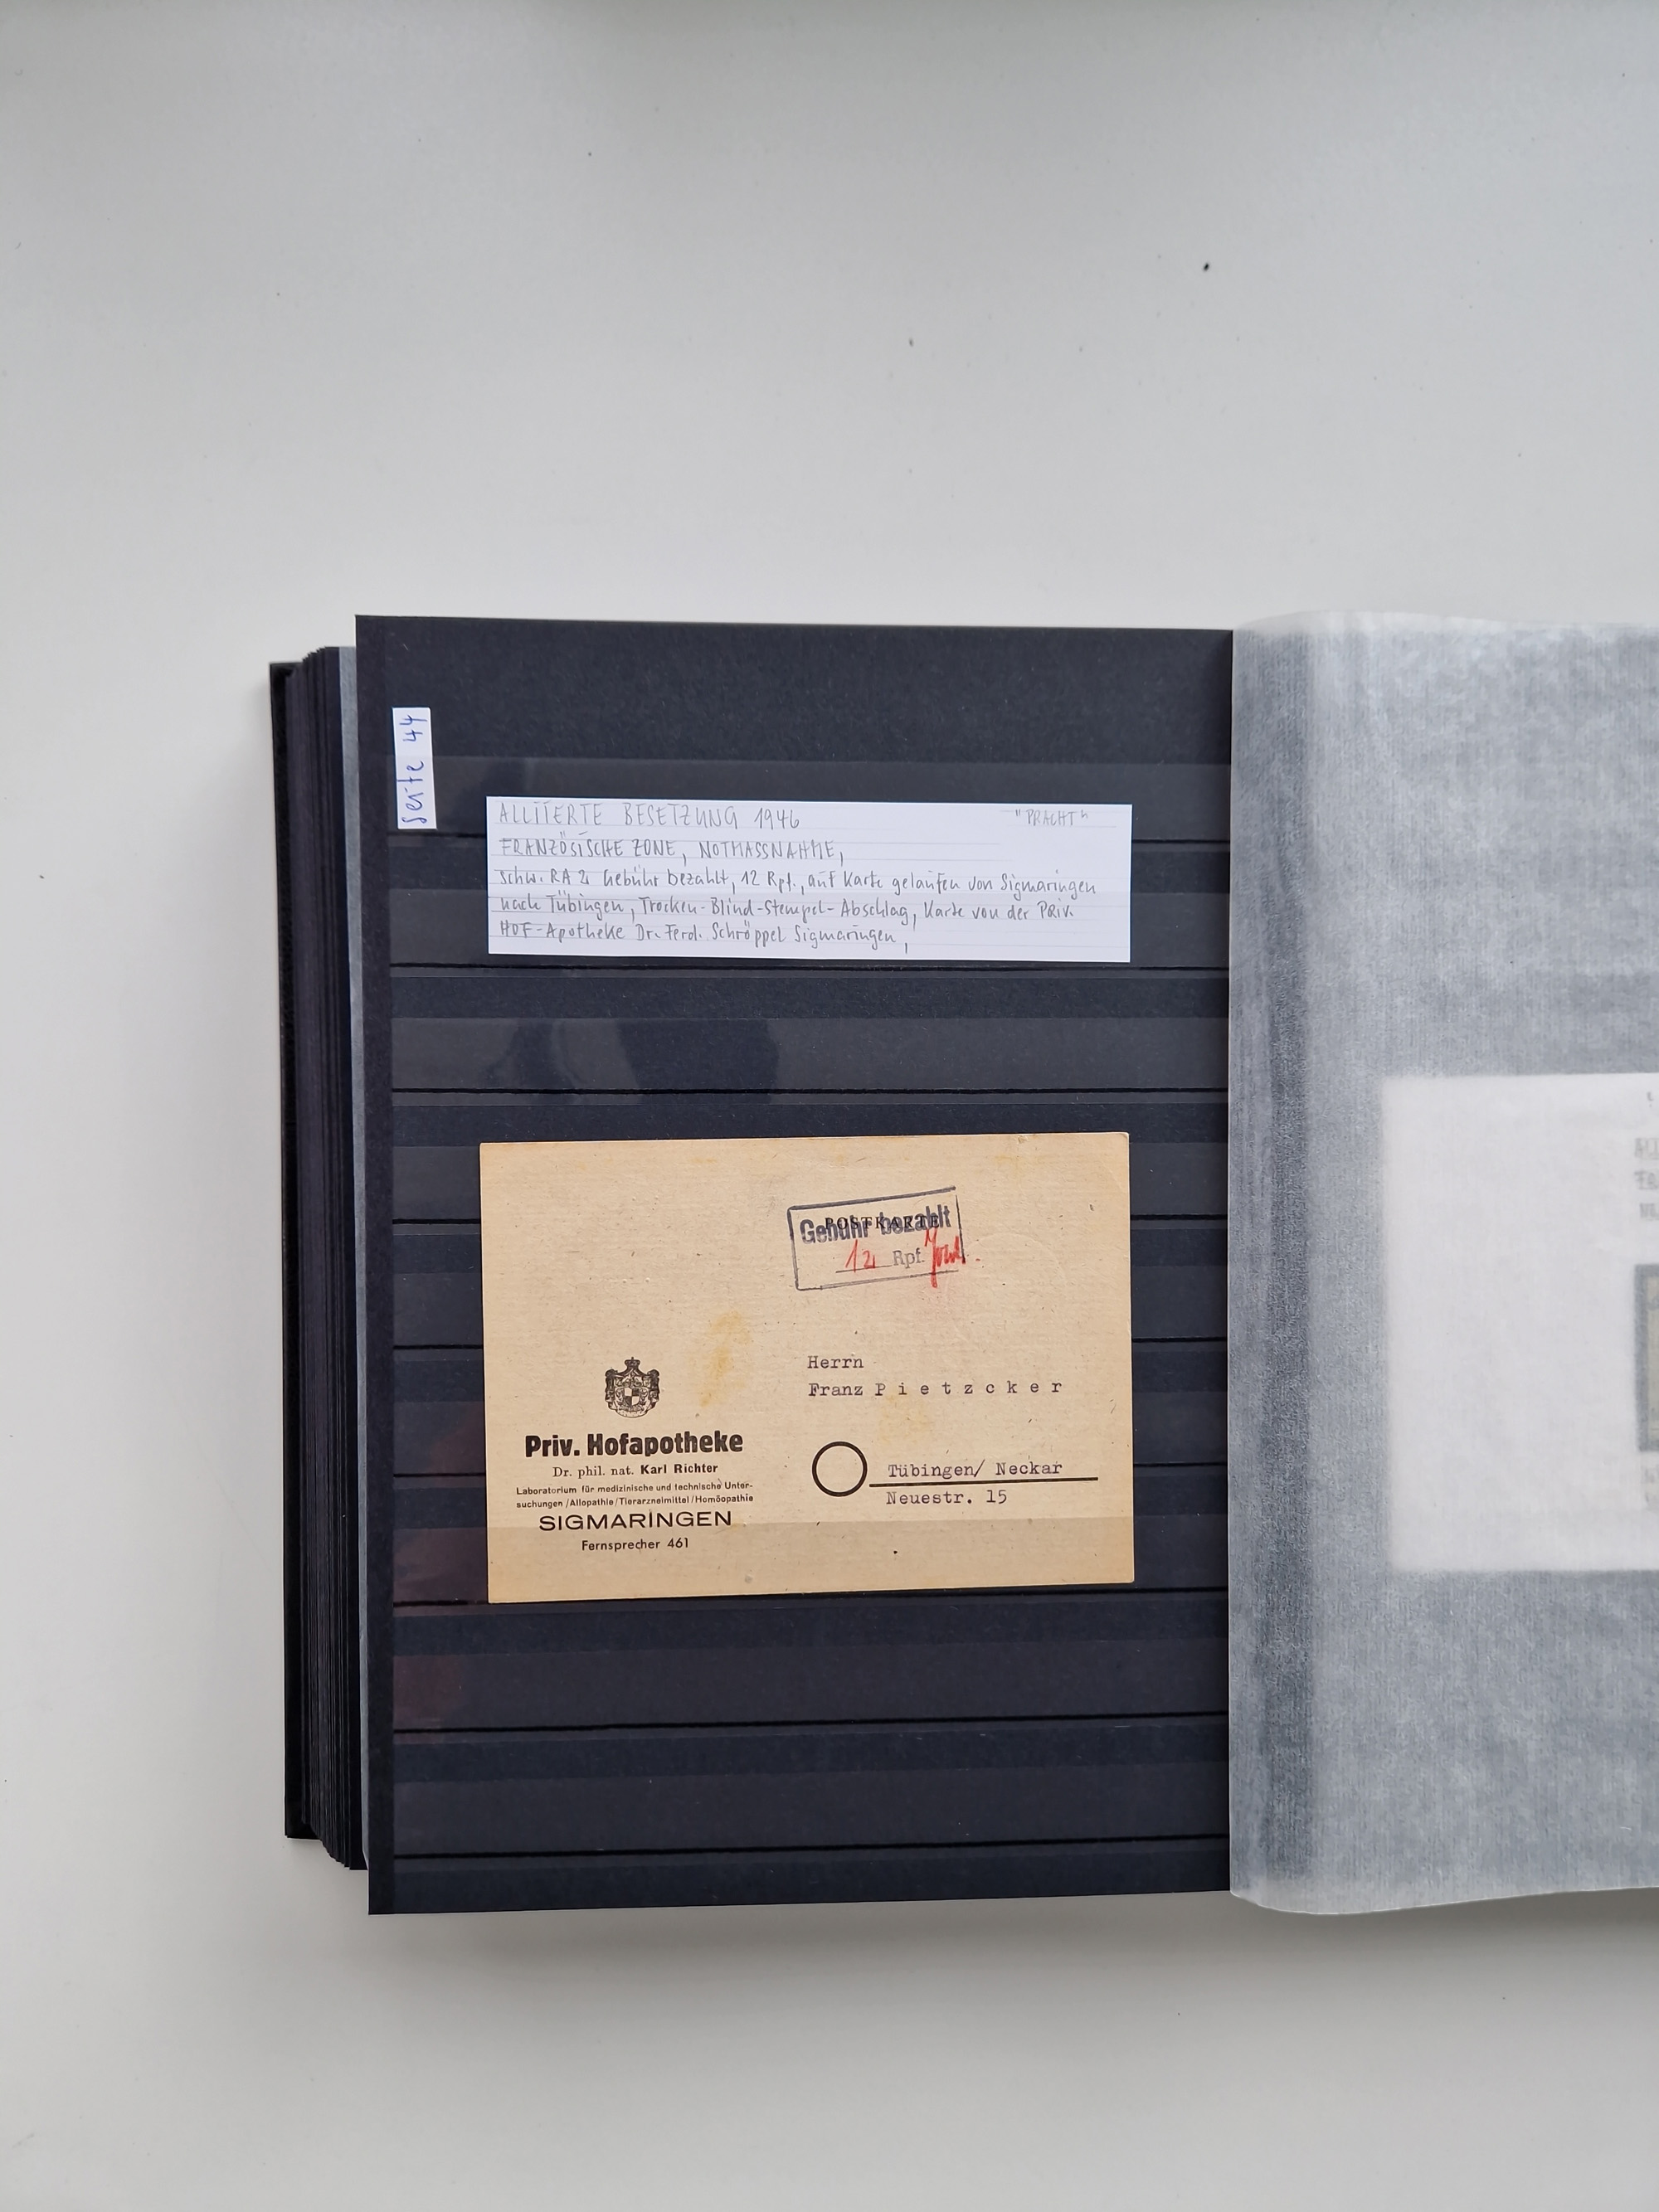 Seite 44
ALLIIERTE BESETZUNG 1946 "PRACHT"
FRANZÖSISCHE ZONE, NOTMASSNAHME,
schw. RA 2 Gebühr bezahlt, 12 Rpf., auf Karte gelaufen von Sigmaringen
nach Tübingen, Trocken-Blind-Stempel-Abschlag, Karte von der Priv.
HOF-Apotheke Dr. Ferd. Schröppel Sigmaringen,
POSTKARTE
Gebühr bezahlt
12 Rpf.
Herrn
Franz Pietzcker
Tübingen/ Neckar
Neuestr. 15
Priv. Hofapotheke
Dr. phil. nat. Karl Richter
Laboratorium für medizinische und technische Unter-
suchungen/Allopathie/Tierarzneimittel/Homöopathie
SIGMARINGEN
Fernsprecher 461